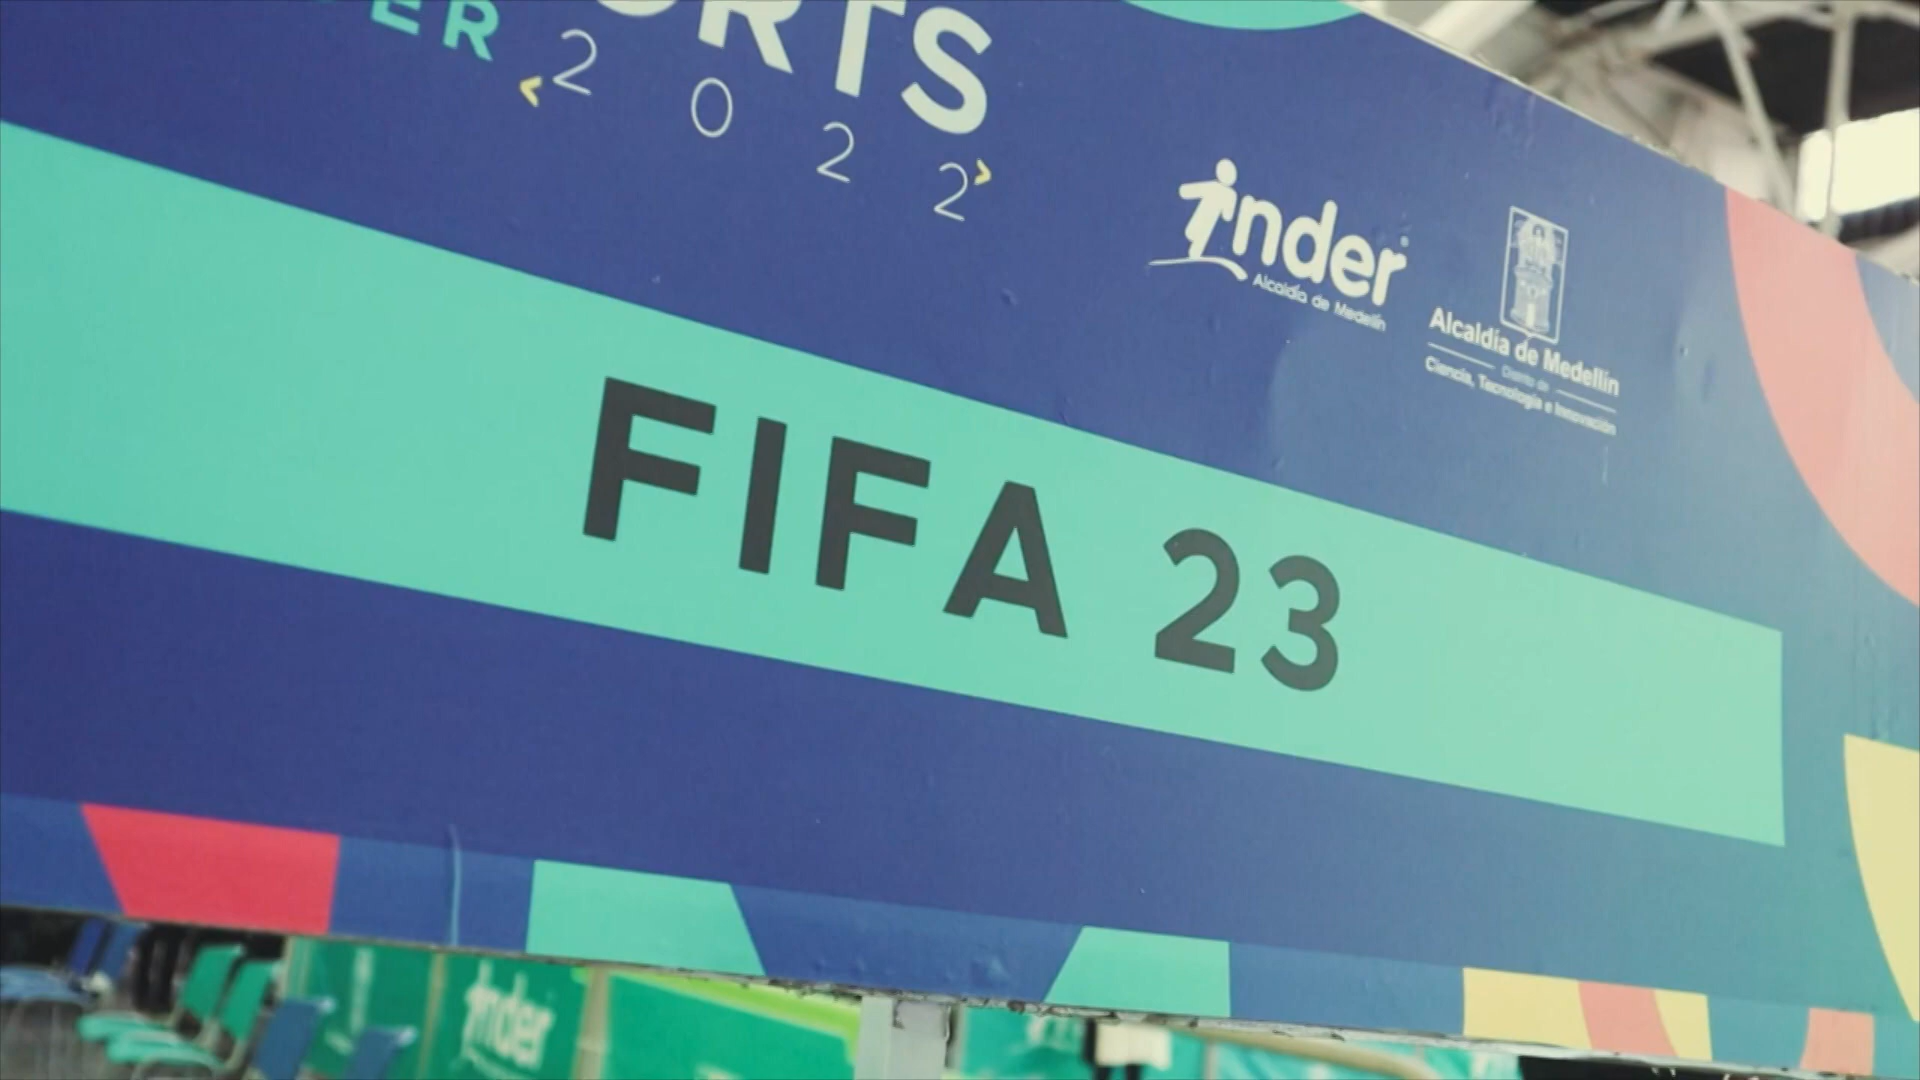 ER
RTS
<2022>
inder
Alcaldía de Medellín
Alcaldía de Medellín
Distrito de
Ciencia, Tecnología e Innovación
FIFA 23
inder